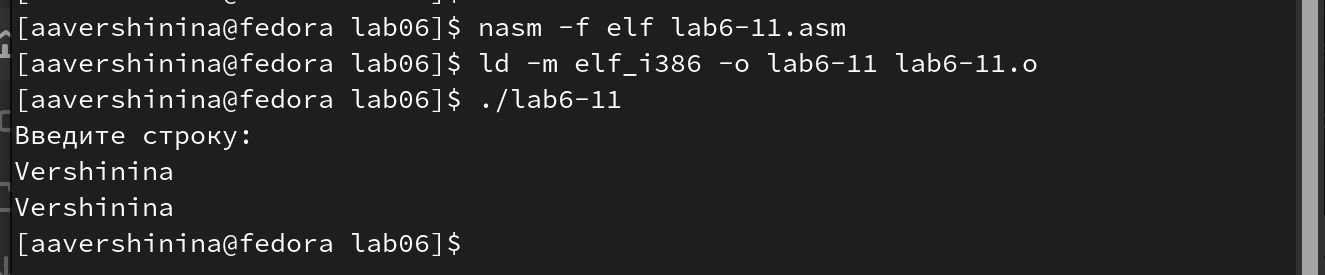 [aavershinina@fedora lab06]$ nasm -f elf lab6-11.asm
[aavershinina@fedora lab06]$ ld -m elf_i386 -o lab6-11 lab6-11.o
[aavershinina@fedora lab06]$ ./lab6-11
Введите строку:
Vershinina
Vershinina
[aavershinina@fedora lab06]$